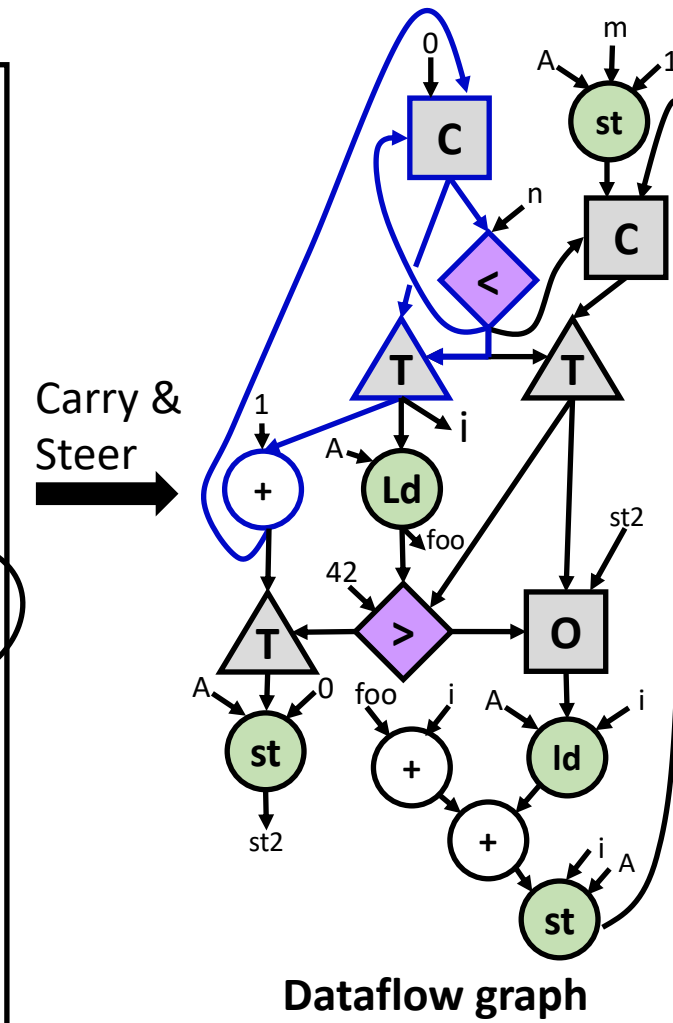 0
m
A
1
st
C
n
C
<
T
T
Carry &
Steer
i
1
A
+
Ld
foo
st2
42
T
>
O
A
0
foo
i
A
i
st
+
ld
st2
+
i
A
st
Dataflow graph